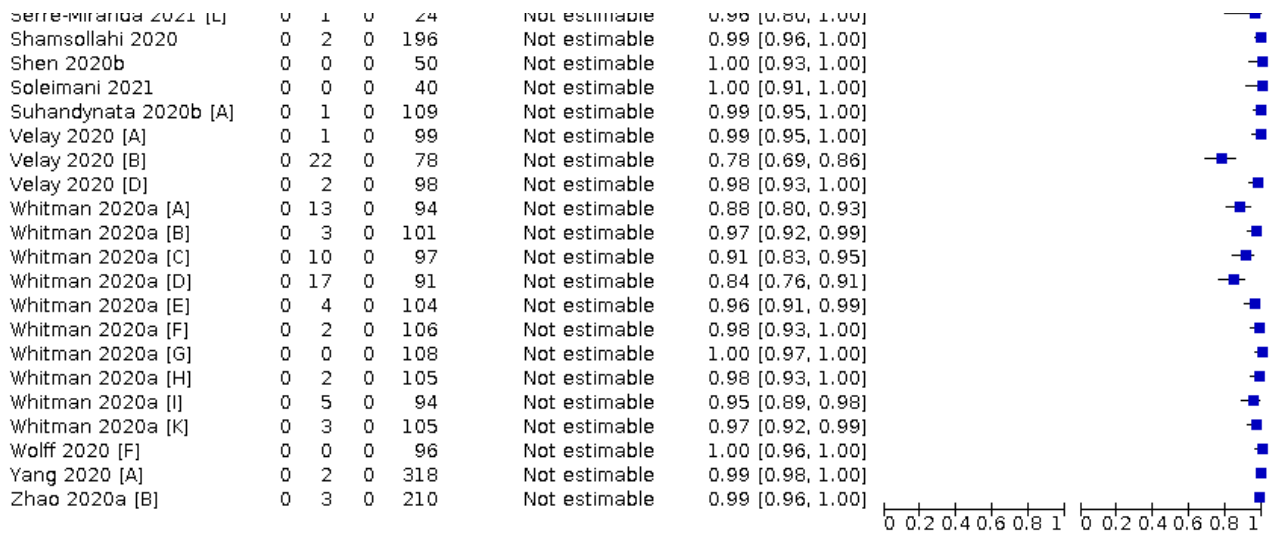 Serre-Miranda 2021 [L] 0 1 0 24 Not estimable 0.96 [0.80, 1.00]
Shamsollahi 2020 0 2 0 196 Not estimable 0.99 [0.96, 1.00]
Shen 2020b 0 0 0 50 Not estimable 1.00 [0.93, 1.00]
Soleimani 2021 0 0 0 40 Not estimable 1.00 [0.91, 1.00]
Suhandynata 2020b [A] 0 1 0 109 Not estimable 0.99 [0.95, 1.00]
Velay 2020 [A] 0 1 0 99 Not estimable 0.99 [0.95, 1.00]
Velay 2020 [B] 0 22 0 78 Not estimable 0.78 [0.69, 0.86]
Velay 2020 [D] 0 2 0 98 Not estimable 0.98 [0.93, 1.00]
Whitman 2020a [A] 0 13 0 94 Not estimable 0.88 [0.80, 0.93]
Whitman 2020a [B] 0 3 0 101 Not estimable 0.97 [0.92, 0.99]
Whitman 2020a [C] 0 10 0 97 Not estimable 0.91 [0.83, 0.95]
Whitman 2020a [D] 0 17 0 91 Not estimable 0.84 [0.76, 0.91]
Whitman 2020a [E] 0 4 0 104 Not estimable 0.96 [0.91, 0.99]
Whitman 2020a [F] 0 2 0 106 Not estimable 0.98 [0.93, 1.00]
Whitman 2020a [G] 0 0 0 108 Not estimable 1.00 [0.97, 1.00]
Whitman 2020a [H] 0 2 0 105 Not estimable 0.98 [0.93, 1.00]
Whitman 2020a [I] 0 5 0 94 Not estimable 0.95 [0.89, 0.98]
Whitman 2020a [K] 0 3 0 105 Not estimable 0.97 [0.92, 0.99]
Wolff 2020 [F] 0 0 0 96 Not estimable 1.00 [0.96, 1.00]
Yang 2020 [A] 0 2 0 318 Not estimable 0.99 [0.98, 1.00]
Zhao 2020a [B] 0 3 0 210 Not estimable 0.99 [0.96, 1.00]
0 0.2 0.4 0.6 0.8 1 0 0.2 0.4 0.6 0.8 1